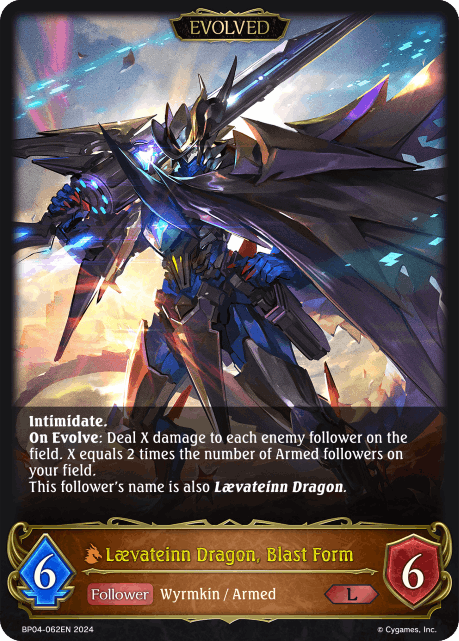 EVOLVED
Intimidate.
On Evolve: Deal X damage to each enemy follower on the
field. X equals 2 times the number of Armed followers on
your field.
This follower's name is also Lævateinn Dragon.
Lævateinn Dragon, Blast Form
6
Follower Wyrmkin / Armed
L
6
BP04-062EN 2024
© Cygames, Inc.